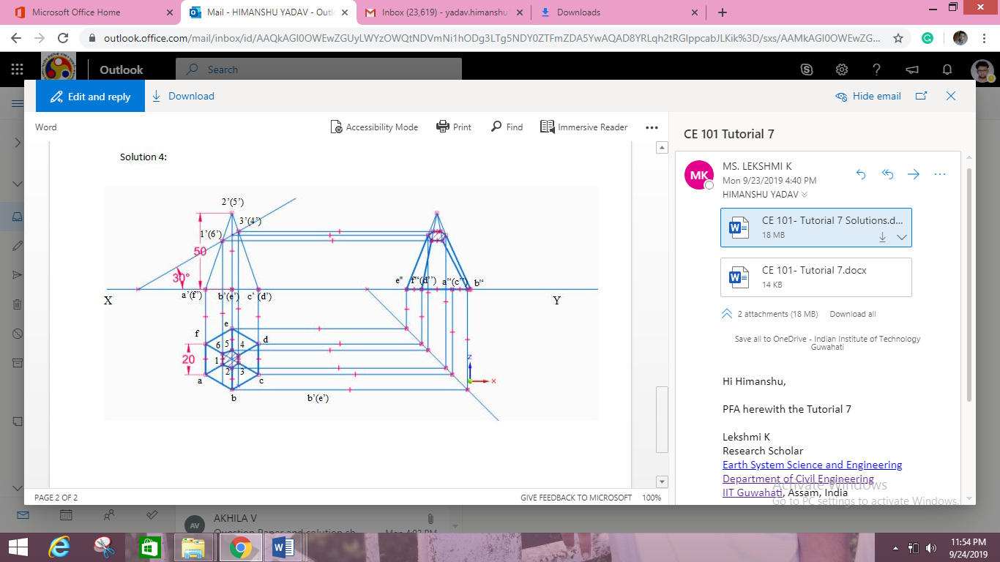 Microsoft Office Home
Mail - HIMANSHU YADAV - Outl
Inbox (23,619) - yadav.himanshu
Downloads
outlook.office.com/mail/inbox/id/AAQkAGI0OWEwZGUyLWYzOWQtNDVmNi1hODg3LTg5NDY0ZTFmZDA5YwAQAD8YRLqh2tRGIppcabJLKik%3D/sxs/AAMkAGI0OWEwZG...
Outlook
Search
Edit and reply
Download
Hide email
Word
Accessibility Mode
Print
Find
Immersive Reader
Solution 4:
2’(5’)
3’(4’)
1’(6’)
50
30°
a’(f’)
b’(e’)
c’ (d’)
e"
f“(d’’)
a“(c’’)
b“
X
Y
e
f
d
6
5
4
20
1
2
3
a
c
b
b’(e’)
Z
X
CE 101 Tutorial 7
MK
MS. LEKSHMI K
Mon 9/23/2019 4:40 PM
HIMANSHU YADAV
CE 101- Tutorial 7 Solutions.d...
18 MB
CE 101- Tutorial 7.docx
14 KB
2 attachments (18 MB)
Download all
Save all to OneDrive - Indian Institute of Technology
Guwahati
Hi Himanshu,
PFA herewith the Tutorial 7
Lekshmi K
Research Scholar
Earth System Science and Engineering
Department of Civil Engineering
IIT Guwahati, Assam, India
Activate Windows
Go to PC settings to activate Windows.
PAGE 2 OF 2
GIVE FEEDBACK TO MICROSOFT
100%
AV
AKHILA V
Question Paper and solution sh
Mon 4:03 PM
11:54 PM
9/24/2019